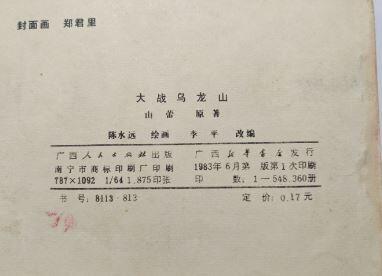 封面画 郑君里
大战乌龙山
山蕾 原著
陈水远 绘画 李平 改编
广西人民出版社出版 广西新华书店发行
南宁市商标印刷厂印刷 1983年6月第 版第1次印刷
787×1092 1/64 1.875印张 印 数：1—548,360册
书 号：8113·813 定 价：0.17元